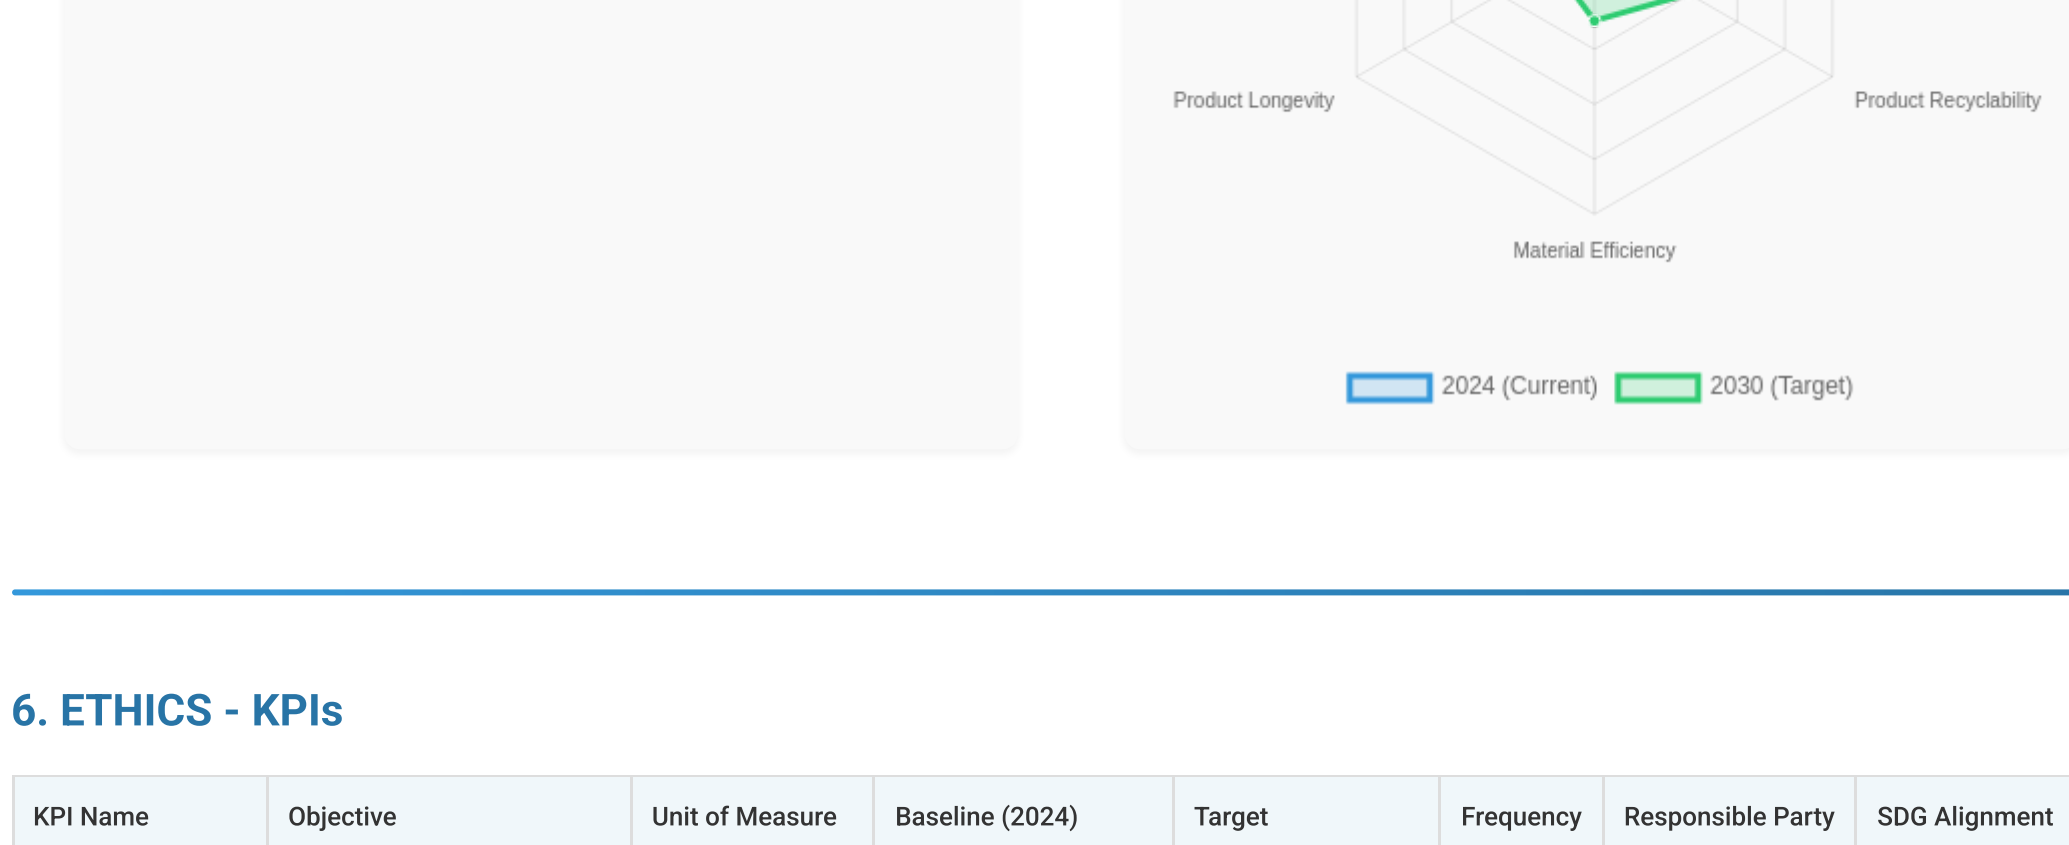 Product Longevity
Product Recyclability
Material Efficiency
2024 (Current)
2030 (Target)
6. ETHICS - KPIs
KPI Name
Objective
Unit of Measure
Baseline (2024)
Target
Frequency
Responsible Party
SDG Alignment